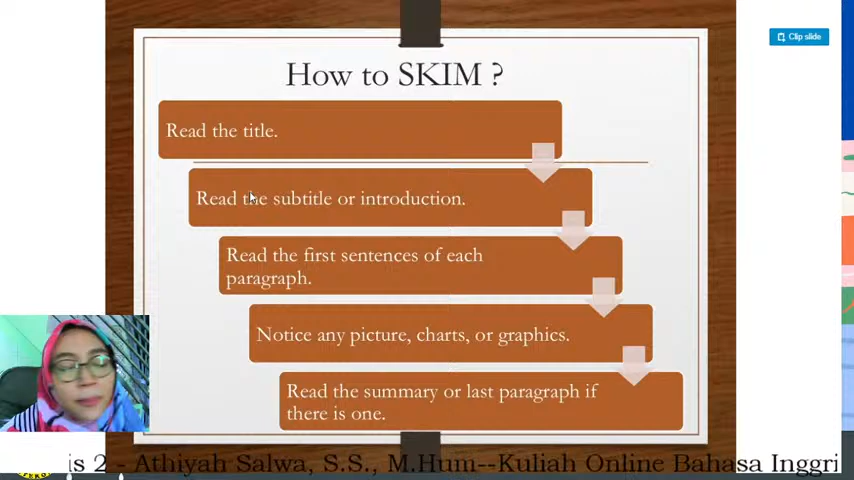 Clip slide
How to SKIM ?
Read the title.
Read the subtitle or introduction.
Read the first sentences of each
paragraph.
Notice any picture, charts, or graphics.
Read the summary or last paragraph if
there is one.
is 2 - Athiyah Salwa, S.S., M.Hum--Kuliah Online Bahasa Inggri